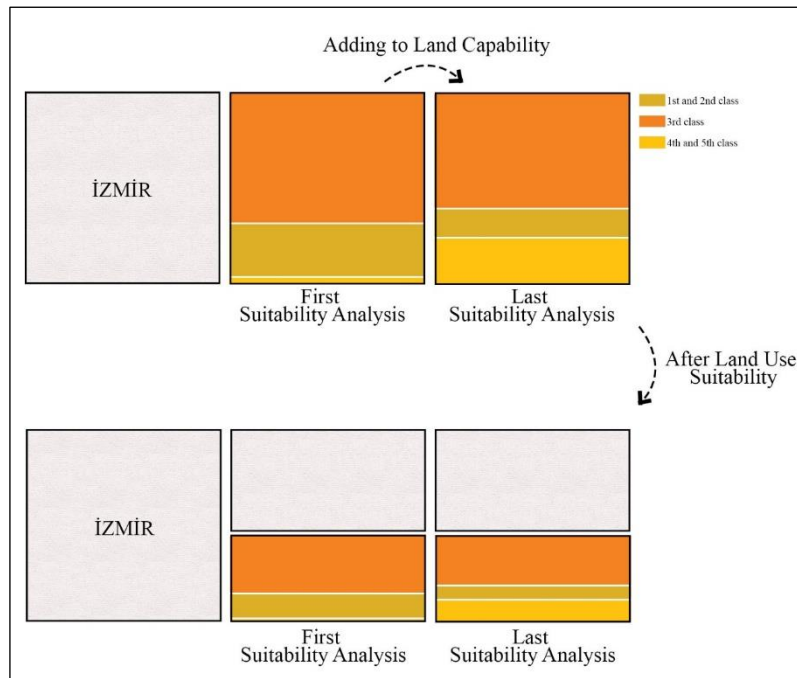 Adding to Land Capability
İZMİR
1st and 2nd class
3rd class
4th and 5th class
First
Suitability Analysis
Last
Suitability Analysis
After Land Use
Suitability
İZMİR
First
Suitability Analysis
Last
Suitability Analysis